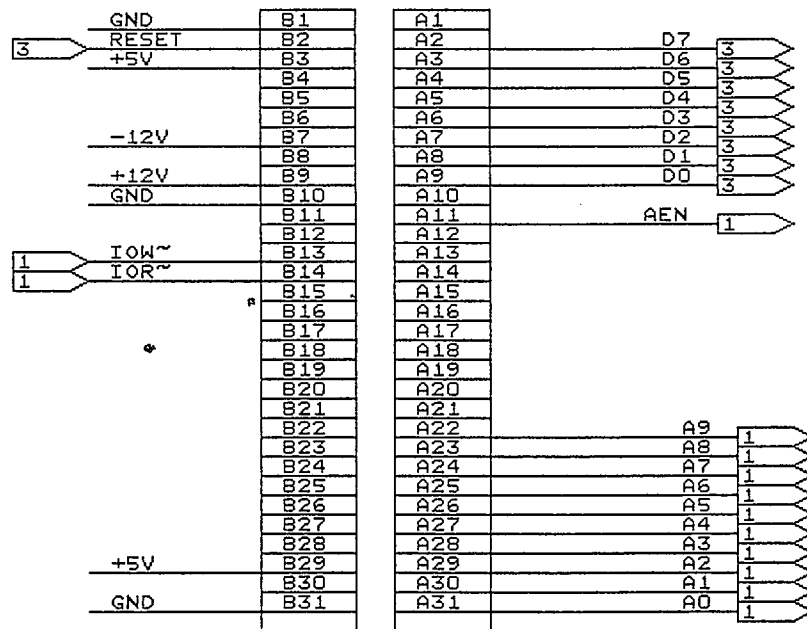 GND B1 A1
3 RESET B2 A2 D7 3
+5V B3 A3 D6 3
B4 A4 D5 3
B5 A5 D4 3
B6 A6 D3 3
-12V B7 A7 D2 3
B8 A8 D1 3
+12V B9 A9 D0 3
GND B10 A10
B11 A11 AEN 1
B12 A12
1 IOW~ B13 A13
1 IOR~ B14 A14
B15 A15
B16 A16
B17 A17
B18 A18
B19 A19
B20 A20
B21 A21
B22 A22 A9 1
B23 A23 A8 1
B24 A24 A7 1
B25 A25 A6 1
B26 A26 A5 1
B27 A27 A4 1
B28 A28 A3 1
+5V B29 A29 A2 1
B30 A30 A1 1
GND B31 A31 A0 1